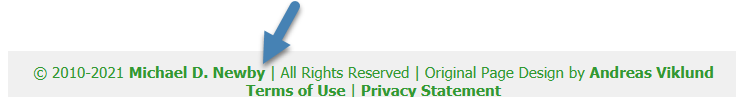 © 2010-2021 Michael D. Newby | All Rights Reserved | Original Page Design by Andreas Viklund
Terms of Use | Privacy Statement